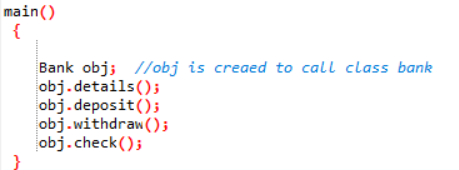 main()
{
Bank obj;  //obj is creaed to call class bank
obj.details();
obj.deposit();
obj.withdraw();
obj.check();
}